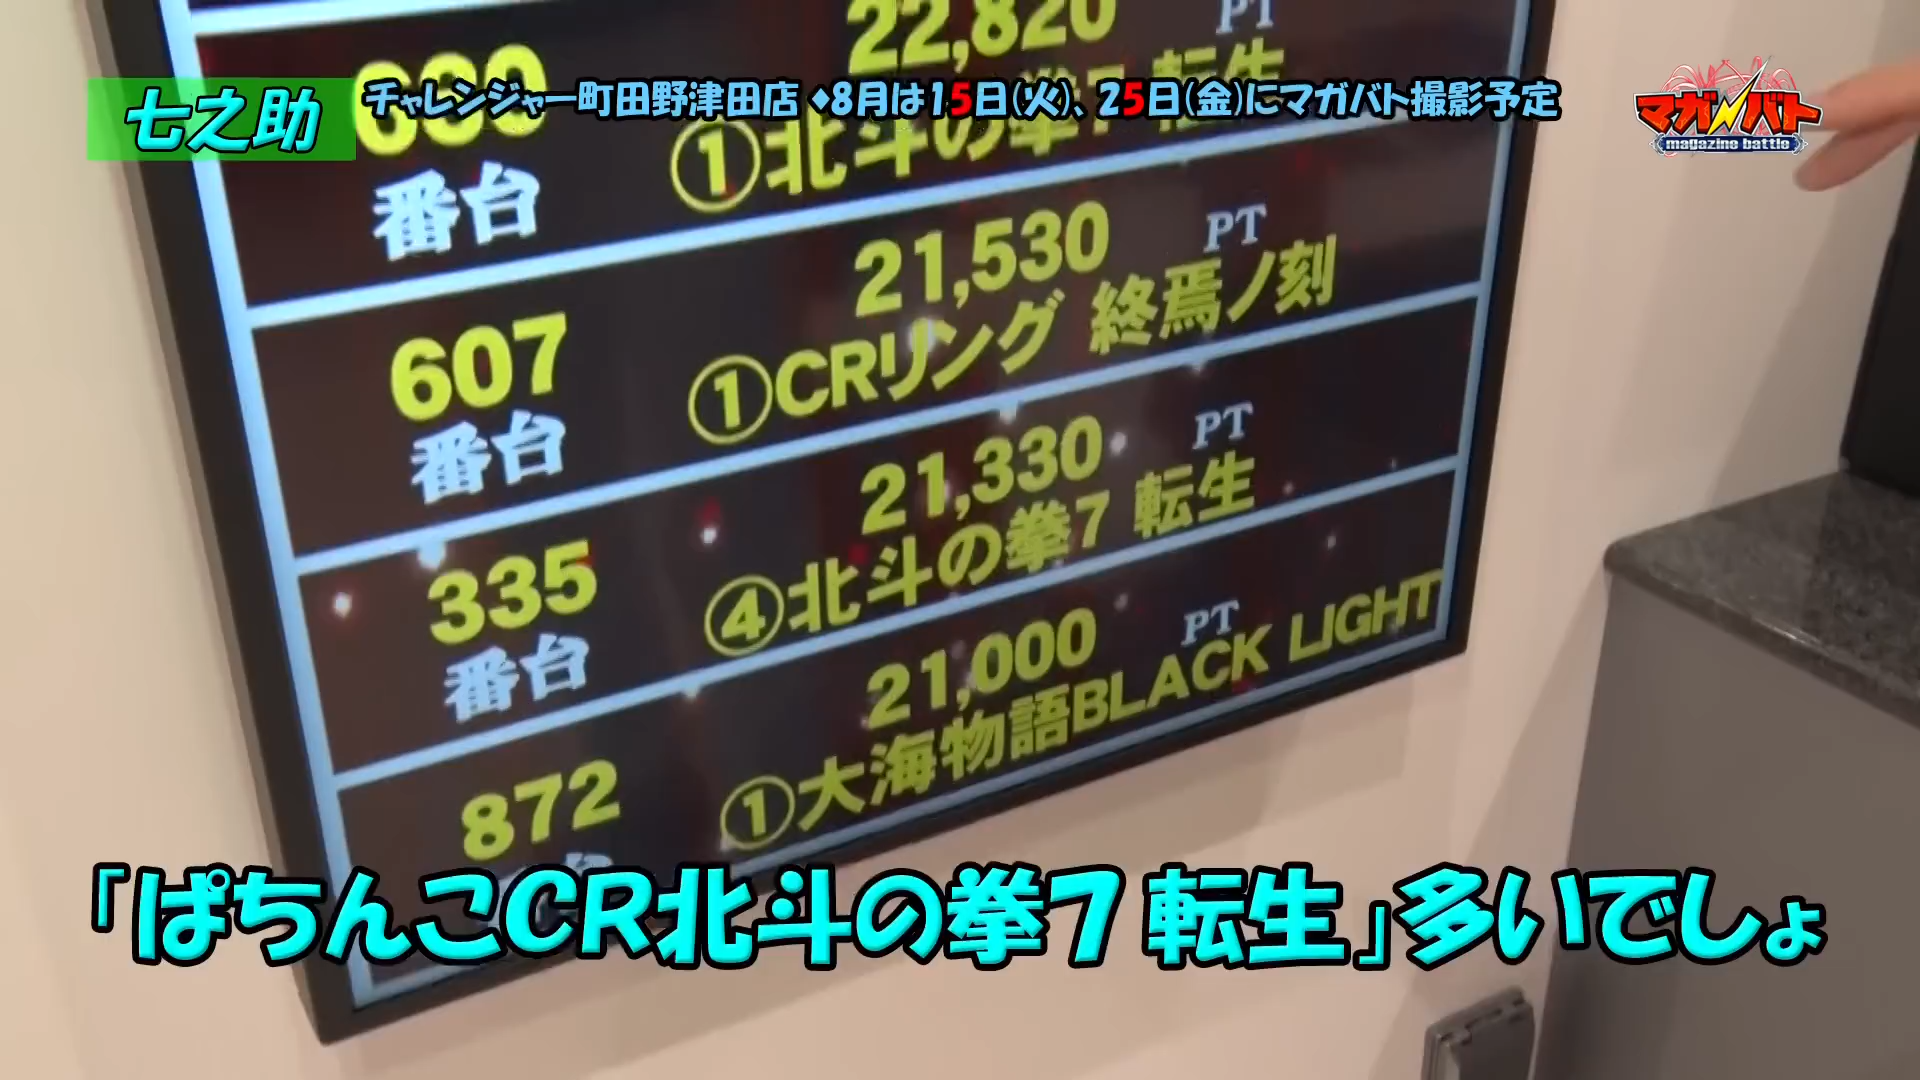 七之助
チャレンジャー町田野津田店 ◆8月は15日(火)、25日(金)にマガバト撮影予定
マガバト
magazine battle
22,820 PT
番台 ①北斗の拳7 転生
21,530 PT
607 番台 ①CRリング 終焉ノ刻
21,330 PT
335 番台 ④北斗の拳7 転生
21,000 PT
872 ①大海物語BLACK LIGHT
「ぱちんこCR北斗の拳7 転生」多いでしょ